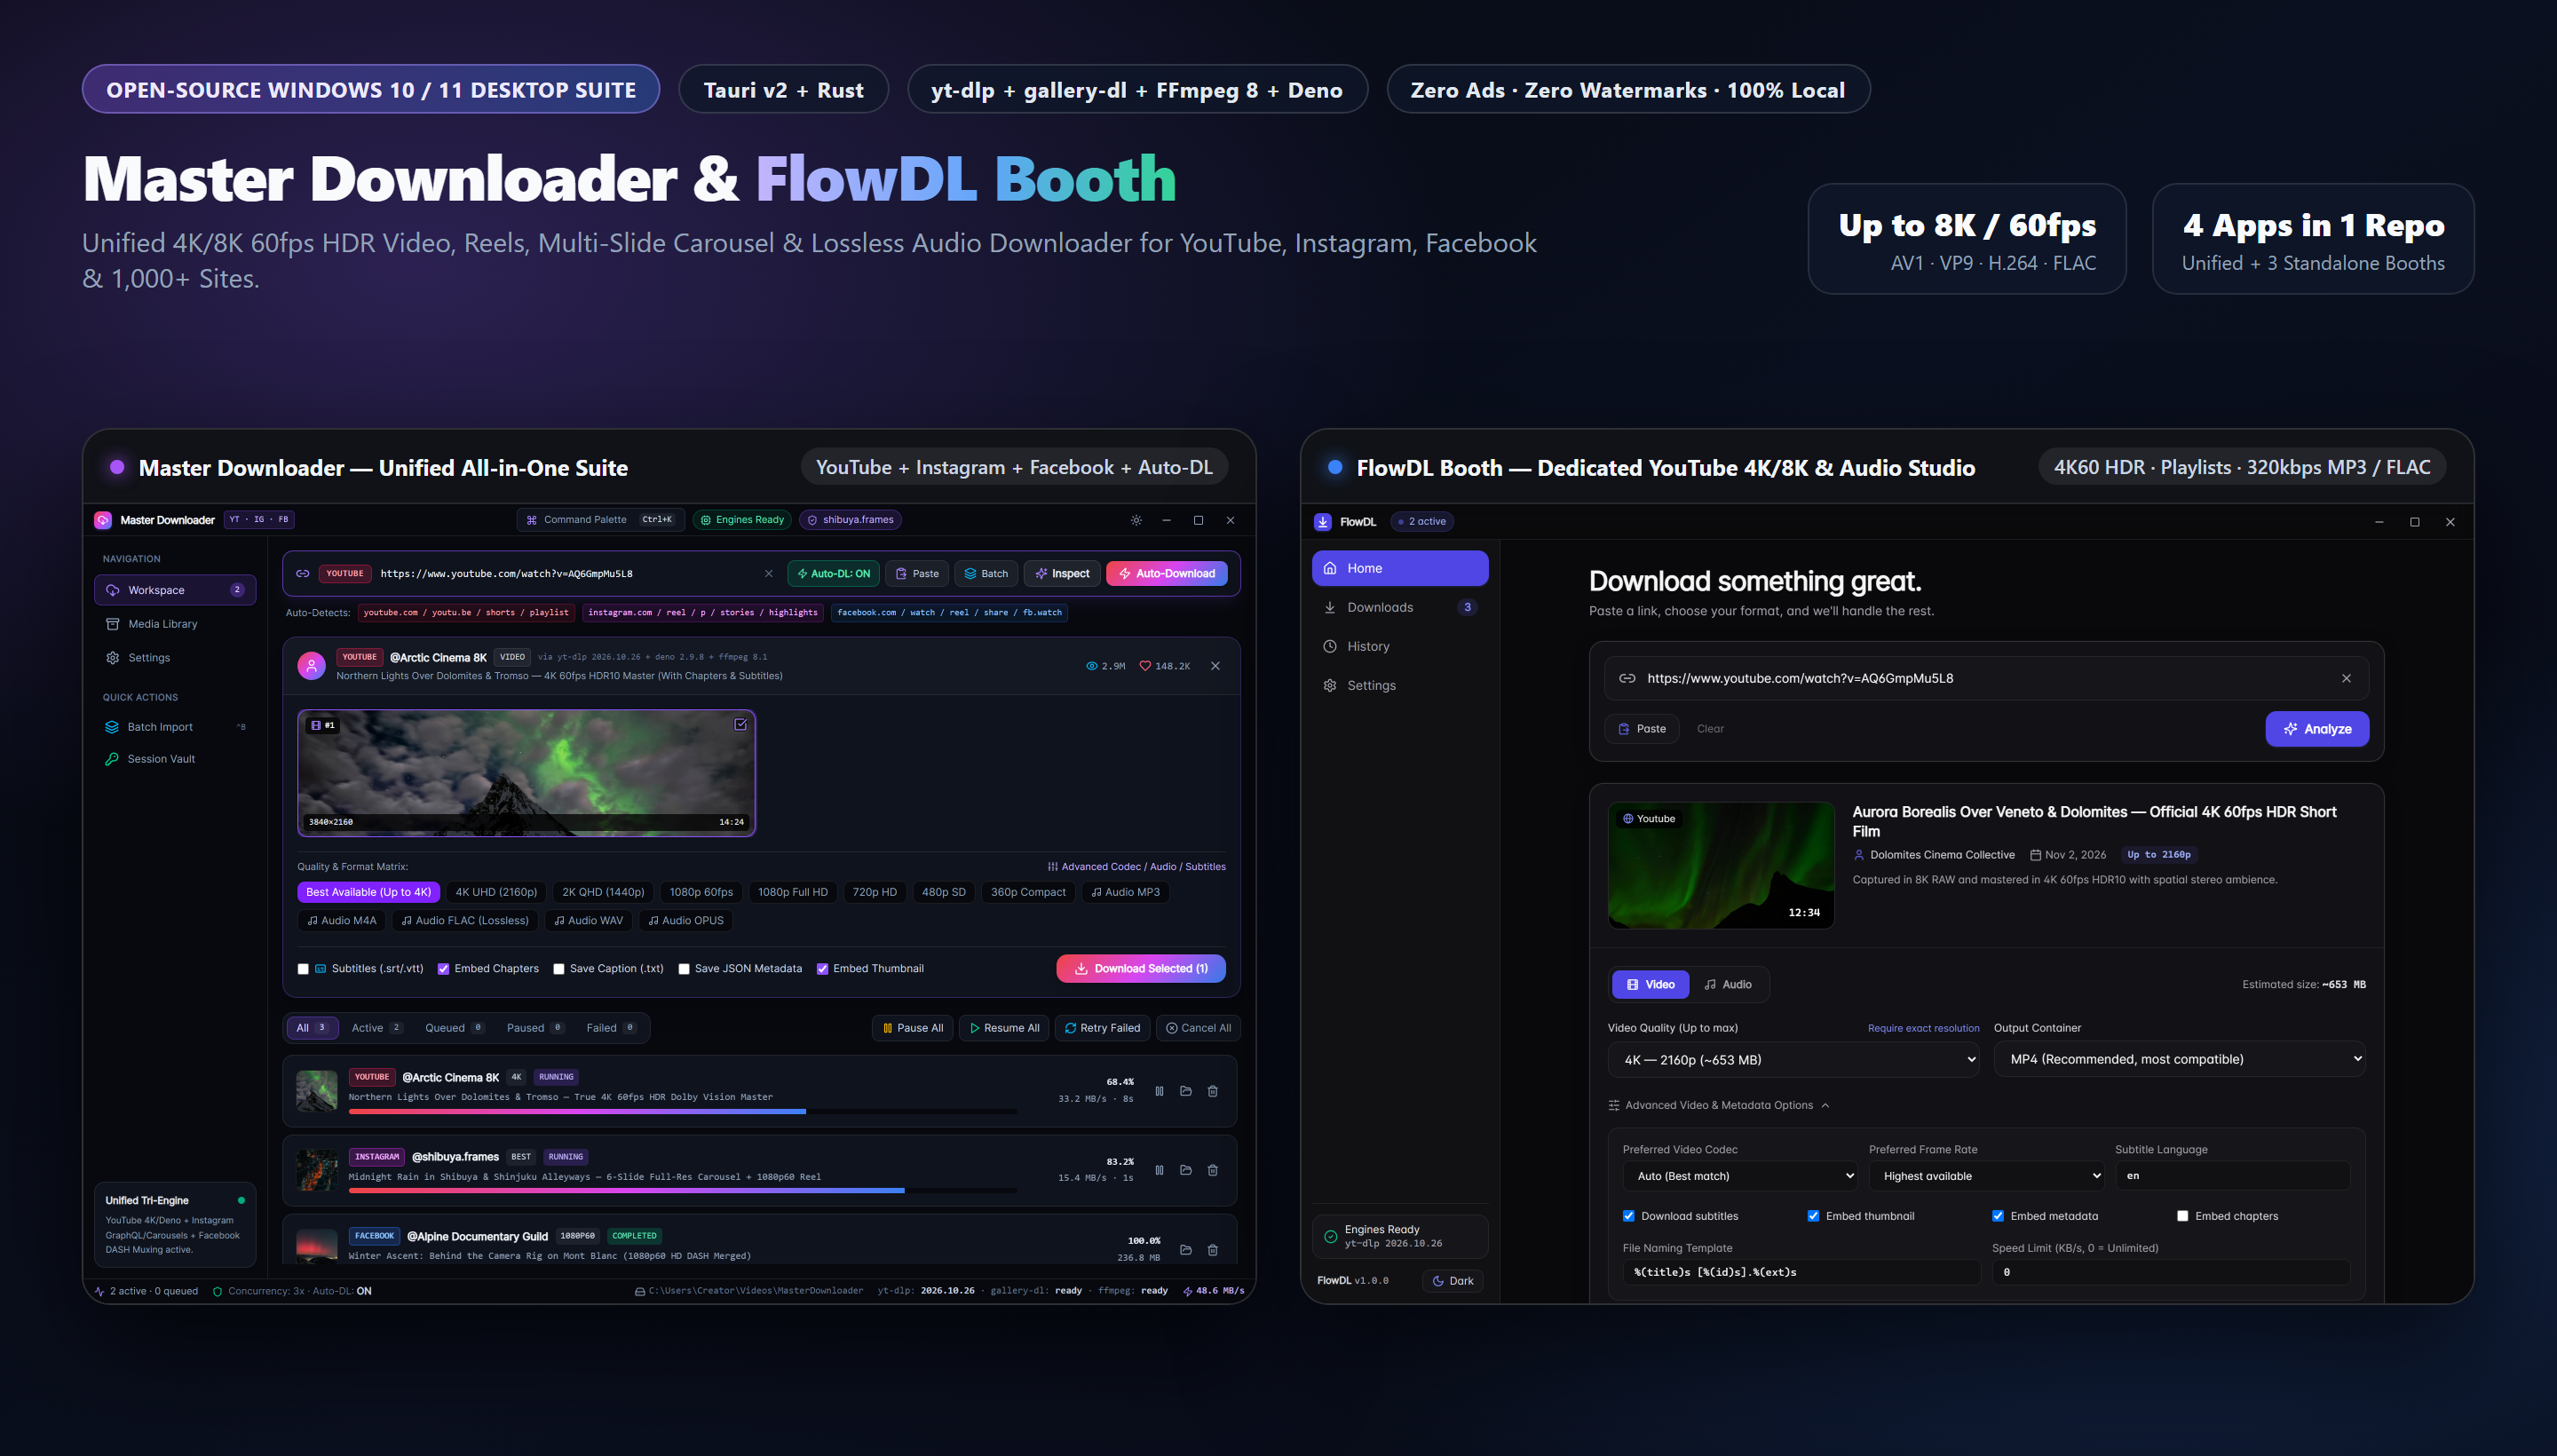 OPEN-SOURCE WINDOWS 10 / 11 DESKTOP SUITE
Tauri v2 + Rust
yt-dlp + gallery-dl + FFmpeg 8 + Deno
Zero Ads · Zero Watermarks · 100% Local
Master Downloader & FlowDL Booth
Unified 4K/8K 60fps HDR Video, Reels, Multi-Slide Carousel & Lossless Audio Downloader for YouTube, Instagram, Facebook
& 1,000+ Sites.
Up to 8K / 60fps
AV1 · VP9 · H.264 · FLAC
4 Apps in 1 Repo
Unified + 3 Standalone Booths
Master Downloader — Unified All-in-One Suite
YouTube + Instagram + Facebook + Auto-DL
Master Downloader
YT · IG · FB
Command Palette Ctrl+K
Engines Ready
shibuya.frames
NAVIGATION
Workspace 2
Media Library
Settings
QUICK ACTIONS
Batch Import ^B
Session Vault
Unified Tri-Engine
YouTube 4K/Deno + Instagram
GraphQL/Carousels + Facebook
DASH Muxing active.
YOUTUBE https://www.youtube.com/watch?v=AQ6GmpMu5L8
Auto-DL: ON
Paste
Batch
Inspect
Auto-Download
Auto-Detects: youtube.com / youtu.be / shorts / playlist
instagram.com / reel / p / stories / highlights
facebook.com / watch / reel / share / fb.watch
YOUTUBE @Arctic Cinema 8K VIDEO via yt-dlp 2026.10.26 + deno 2.9.8 + ffmpeg 8.1
Northern Lights Over Dolomites & Tromso — 4K 60fps HDR10 Master (With Chapters & Subtitles)
2.9M 148.2K
#1
3840×2160 14:24
Quality & Format Matrix:
Advanced Codec / Audio / Subtitles
Best Available (Up to 4K) 4K UHD (2160p) 2K QHD (1440p) 1080p 60fps 1080p Full HD 720p HD 480p SD 360p Compact Audio MP3
Audio M4A Audio FLAC (Lossless) Audio WAV Audio OPUS
Subtitles (.srt/.vtt) Embed Chapters Save Caption (.txt) Save JSON Metadata Embed Thumbnail
Download Selected (1)
All 3 Active 2 Queued 0 Paused 0 Failed 0
Pause All Resume All Retry Failed Cancel All
YOUTUBE @Arctic Cinema 8K 4K RUNNING
Northern Lights Over Dolomites & Tromso — True 4K 60fps HDR Dolby Vision Master
68.4%
33.2 MB/s · 8s
INSTAGRAM @shibuya.frames BEST RUNNING
Midnight Rain in Shibuya & Shinjuku Alleyways — 6-Slide Full-Res Carousel + 1080p60 Reel
83.2%
15.4 MB/s · 1s
FACEBOOK @Alpine Documentary Guild 1080P60 COMPLETED
Winter Ascent: Behind the Camera Rig on Mont Blanc (1080p60 HD DASH Merged)
100.0%
236.8 MB
2 active · 0 queued Concurrency: 3x · Auto-DL: ON
C:\Users\Creator\Videos\MasterDownloader yt-dlp: 2026.10.26 · gallery-dl: ready · ffmpeg: ready 48.6 MB/s
FlowDL Booth — Dedicated YouTube 4K/8K & Audio Studio
4K60 HDR · Playlists · 320kbps MP3 / FLAC
FlowDL 2 active
Home
Downloads 3
History
Settings
Engines Ready
yt-dlp 2026.10.26
FlowDL v1.0.0
Dark
Download something great.
Paste a link, choose your format, and we'll handle the rest.
https://www.youtube.com/watch?v=AQ6GmpMu5L8
Paste Clear
Analyze
Youtube
12:34
Aurora Borealis Over Veneto & Dolomites — Official 4K 60fps HDR Short
Film
Dolomites Cinema Collective Nov 2, 2026 Up to 2160p
Captured in 8K RAW and mastered in 4K 60fps HDR10 with spatial stereo ambience.
Video Audio
Estimated size: ~653 MB
Video Quality (Up to max) Require exact resolution
Output Container
4K — 2160p (~653 MB)
MP4 (Recommended, most compatible)
Advanced Video & Metadata Options
Preferred Video Codec Preferred Frame Rate Subtitle Language
Auto (Best match) Highest available en
Download subtitles Embed thumbnail Embed metadata Embed chapters
File Naming Template Speed Limit (KB/s, 0 = Unlimited)
%(title)s [%(id)s].%(ext)s 0